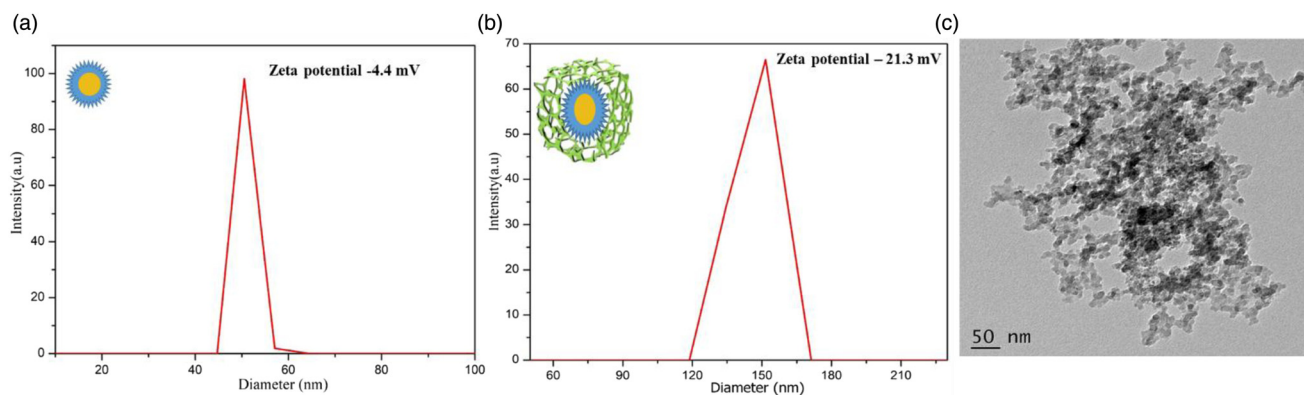 (a)
Zeta potential -4.4 mV
Intensity(a.u)
100
80
60
40
20
0
20
40
60
80
100
Diameter (nm)
(b)
Zeta potential – 21.3 mV
Intensity(a.u)
70
60
50
40
30
20
10
0
60
90
120
150
180
210
Diameter (nm)
(c)
50 nm